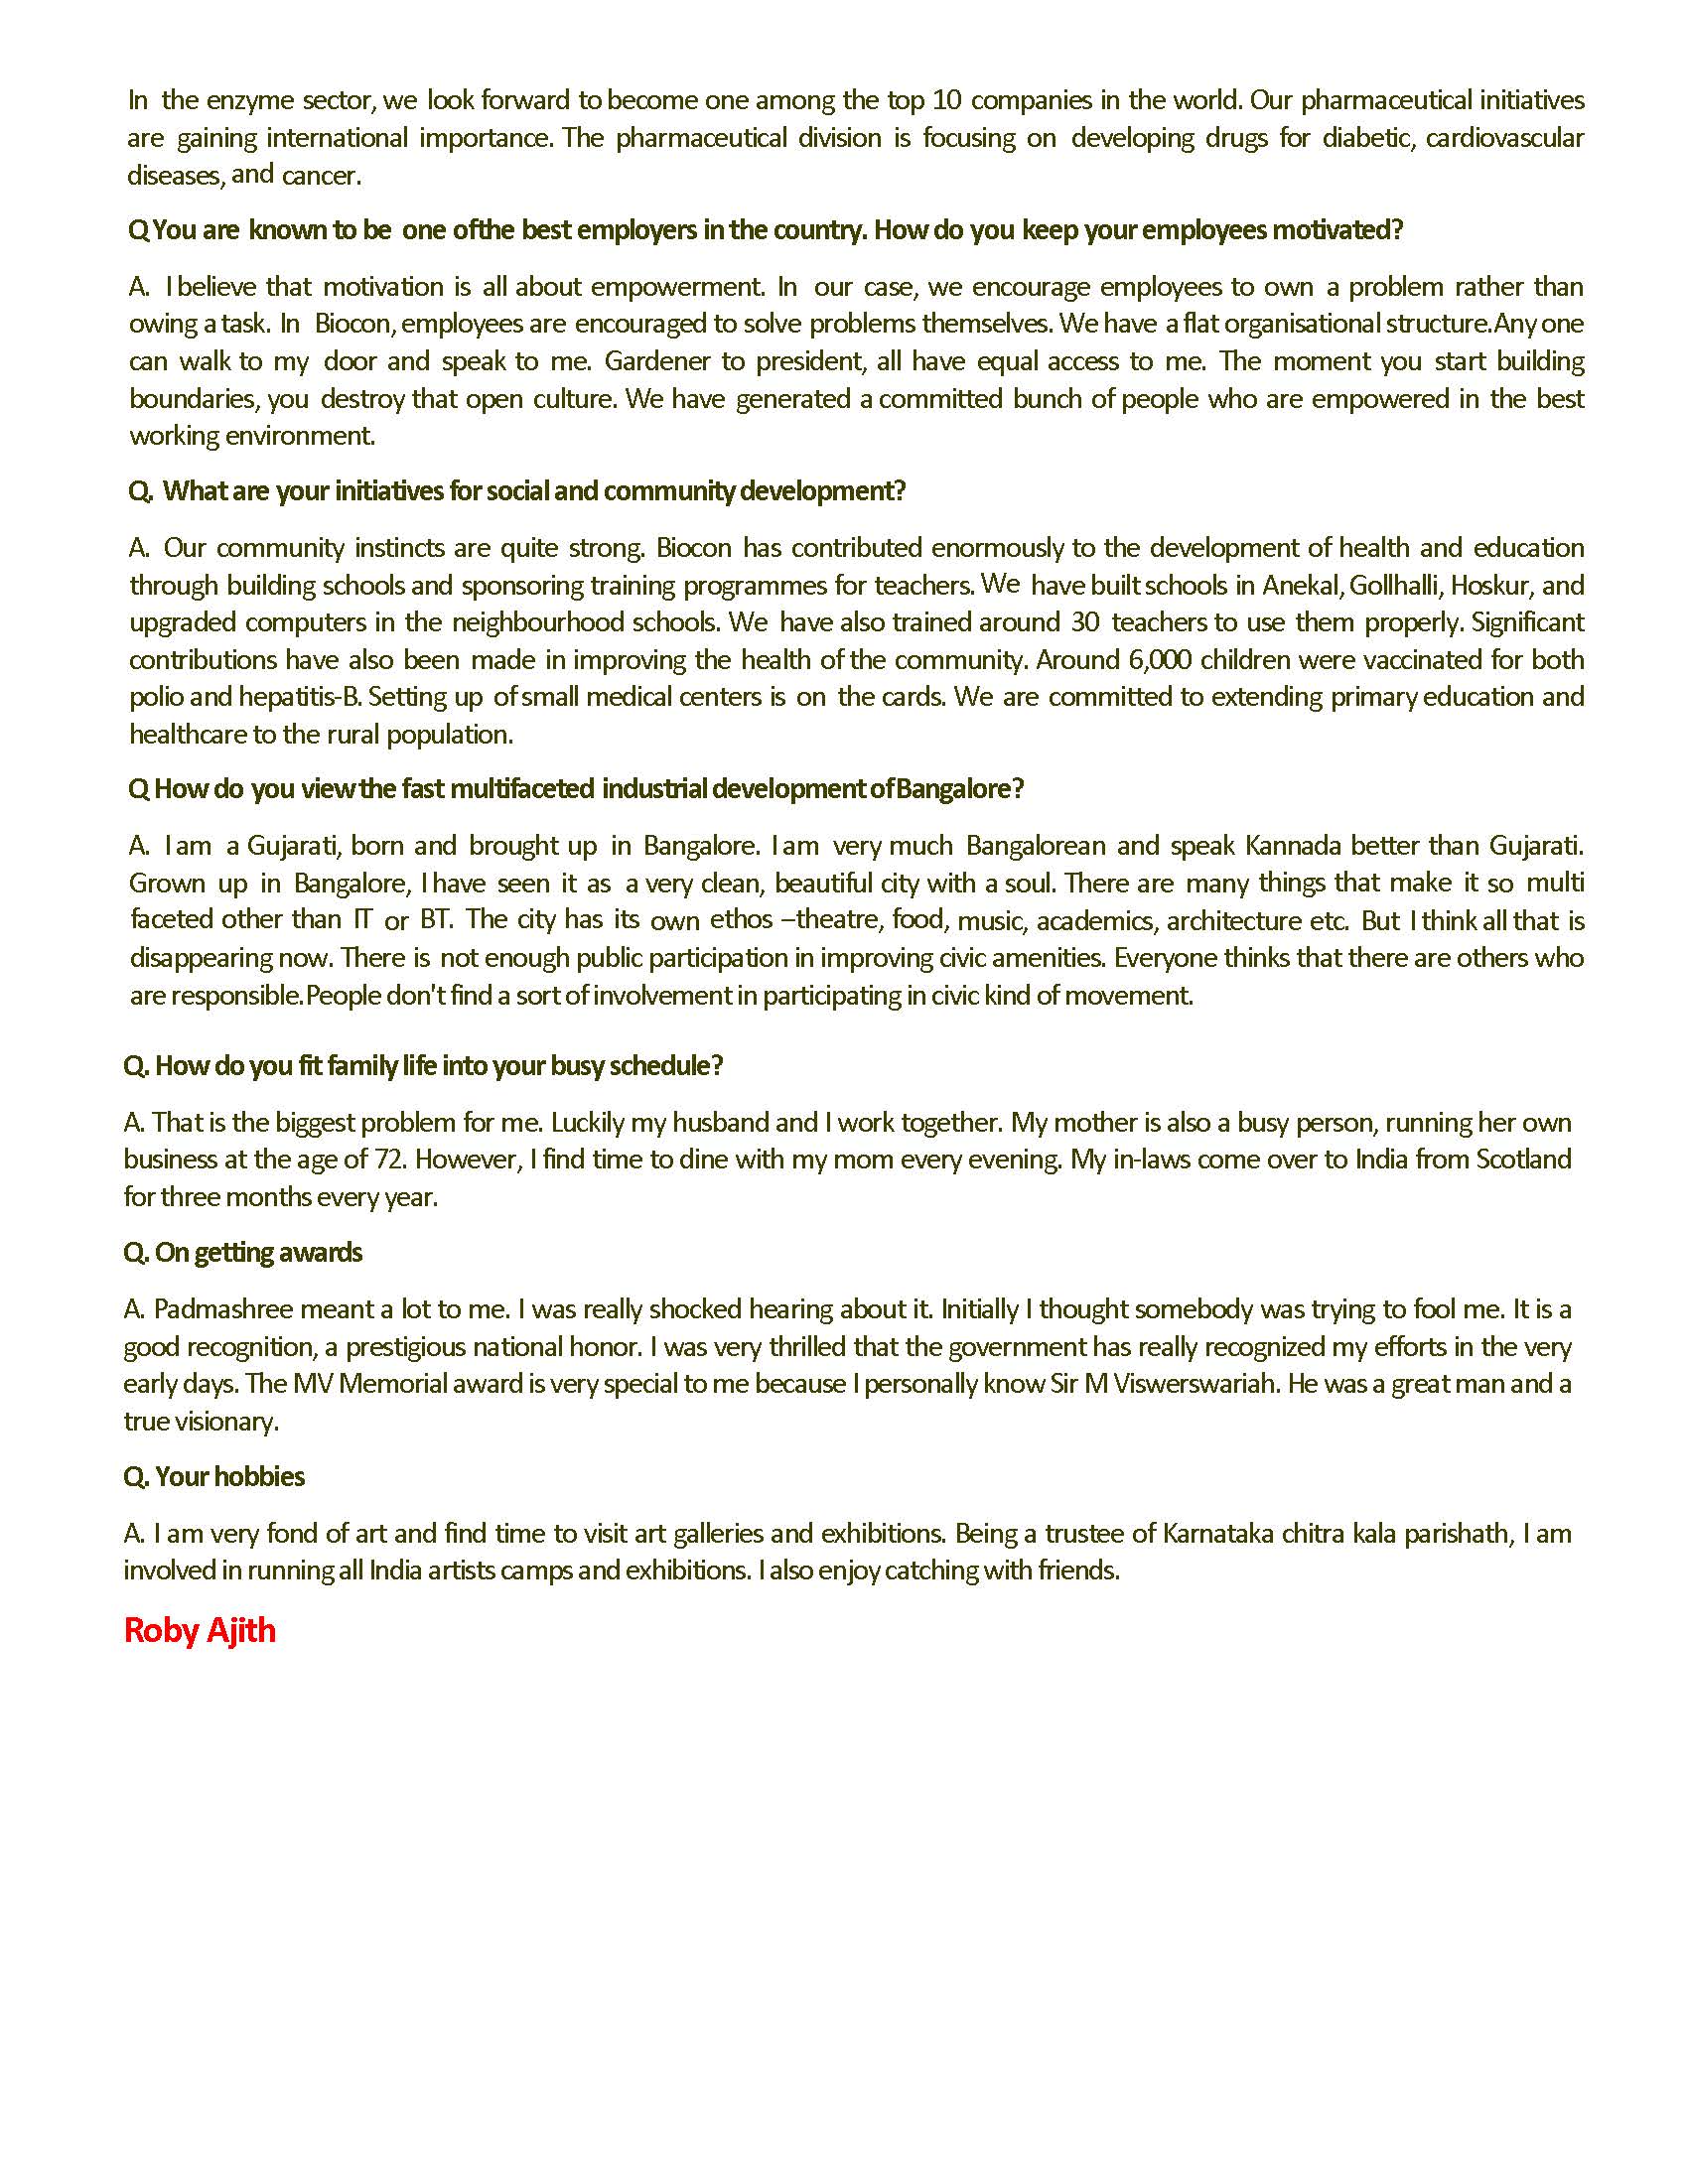 In the enzyme sector, we look forward to become one among the top 10 companies in the world. Our pharmaceutical initiatives
are gaining international importance. The pharmaceutical division is focusing on developing drugs for diabetic, cardiovascular
diseases, and cancer.
Q You are known to be one ofthe best employers in the country. How do you keep your employees motivated?
A. I believe that motivation is all about empowerment. In our case, we encourage employees to own a problem rather than
owing a task. In Biocon, employees are encouraged to solve problems themselves. We have a flat organisational structure.Any one
can walk to my door and speak to me. Gardener to president, all have equal access to me. The moment you start building
boundaries, you destroy that open culture. We have generated a committed bunch of people who are empowered in the best
working environment.
Q. What are your initiatives for social and community development?
A. Our community instincts are quite strong. Biocon has contributed enormously to the development of health and education
through building schools and sponsoring training programmes for teachers. We have built schools in Anekal, Gollhalli, Hoskur, and
upgraded computers in the neighbourhood schools. We have also trained around 30 teachers to use them properly. Significant
contributions have also been made in improving the health of the community. Around 6,000 children were vaccinated for both
polio and hepatitis-B. Setting up of small medical centers is on the cards. We are committed to extending primary education and
healthcare to the rural population.
Q How do you view the fast multifaceted industrial development of Bangalore?
A. I am a Gujarati, born and brought up in Bangalore. I am very much Bangalorean and speak Kannada better than Gujarati.
Grown up in Bangalore, I have seen it as a very clean, beautiful city with a soul. There are many things that make it so multi
faceted other than IT or BT. The city has its own ethos –theatre, food, music, academics, architecture etc. But I think all that is
disappearing now. There is not enough public participation in improving civic amenities. Everyone thinks that there are others who
are responsible. People don't find a sort of involvement in participating in civic kind of movement.
Q. How do you fit family life into your busy schedule?
A. That is the biggest problem for me. Luckily my husband and I work together. My mother is also a busy person, running her own
business at the age of 72. However, I find time to dine with my mom every evening. My in-laws come over to India from Scotland
for three months every year.
Q. On getting awards
A. Padmashree meant a lot to me. I was really shocked hearing about it. Initially I thought somebody was trying to fool me. It is a
good recognition, a prestigious national honor. I was very thrilled that the government has really recognized my efforts in the very
early days. The MV Memorial award is very special to me because I personally know Sir M Viswerswariah. He was a great man and a
true visionary.
Q. Your hobbies
A. I am very fond of art and find time to visit art galleries and exhibitions. Being a trustee of Karnataka chitra kala parishath, I am
involved in running all India artists camps and exhibitions. I also enjoy catching with friends.
Roby Ajith